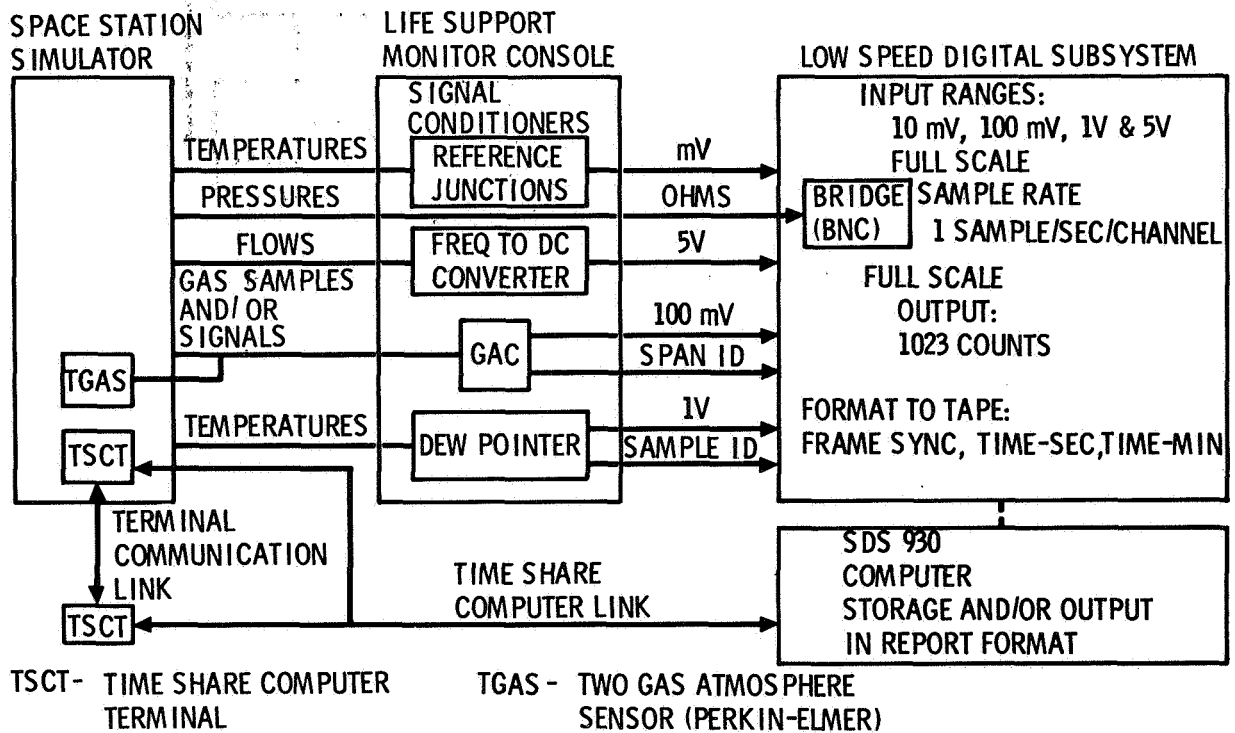 SPACE STATION
SIMULATOR
LIFE SUPPORT
MONITOR CONSOLE
LOW SPEED DIGITAL SUBSYSTEM
SIGNAL
CONDITIONERS
INPUT RANGES:
10 mV, 100 mV, 1V & 5V
FULL SCALE
TEMPERATURES
REFERENCE
JUNCTIONS
mV
PRESSURES
OHMS
BRIDGE
(BNC)
SAMPLE RATE
1 SAMPLE/SEC/CHANNEL
FLOWS
FREQ TO DC
CONVERTER
5V
FULL SCALE
OUTPUT:
1023 COUNTS
GAS SAMPLES
AND/OR
SIGNALS
TGAS
GAC
100 mV
SPAN ID
TEMPERATURES
DEW POINTER
1V
SAMPLE ID
FORMAT TO TAPE:
FRAME SYNC, TIME-SEC,TIME-MIN
TSCT
TERMINAL
COMMUNICATION
LINK
TSCT
TIME SHARE
COMPUTER LINK
SDS 930
COMPUTER
STORAGE AND/OR OUTPUT
IN REPORT FORMAT
TSCT- TIME SHARE COMPUTER
TERMINAL
TGAS - TWO GAS ATMOSPHERE
SENSOR (PERKIN-ELMER)